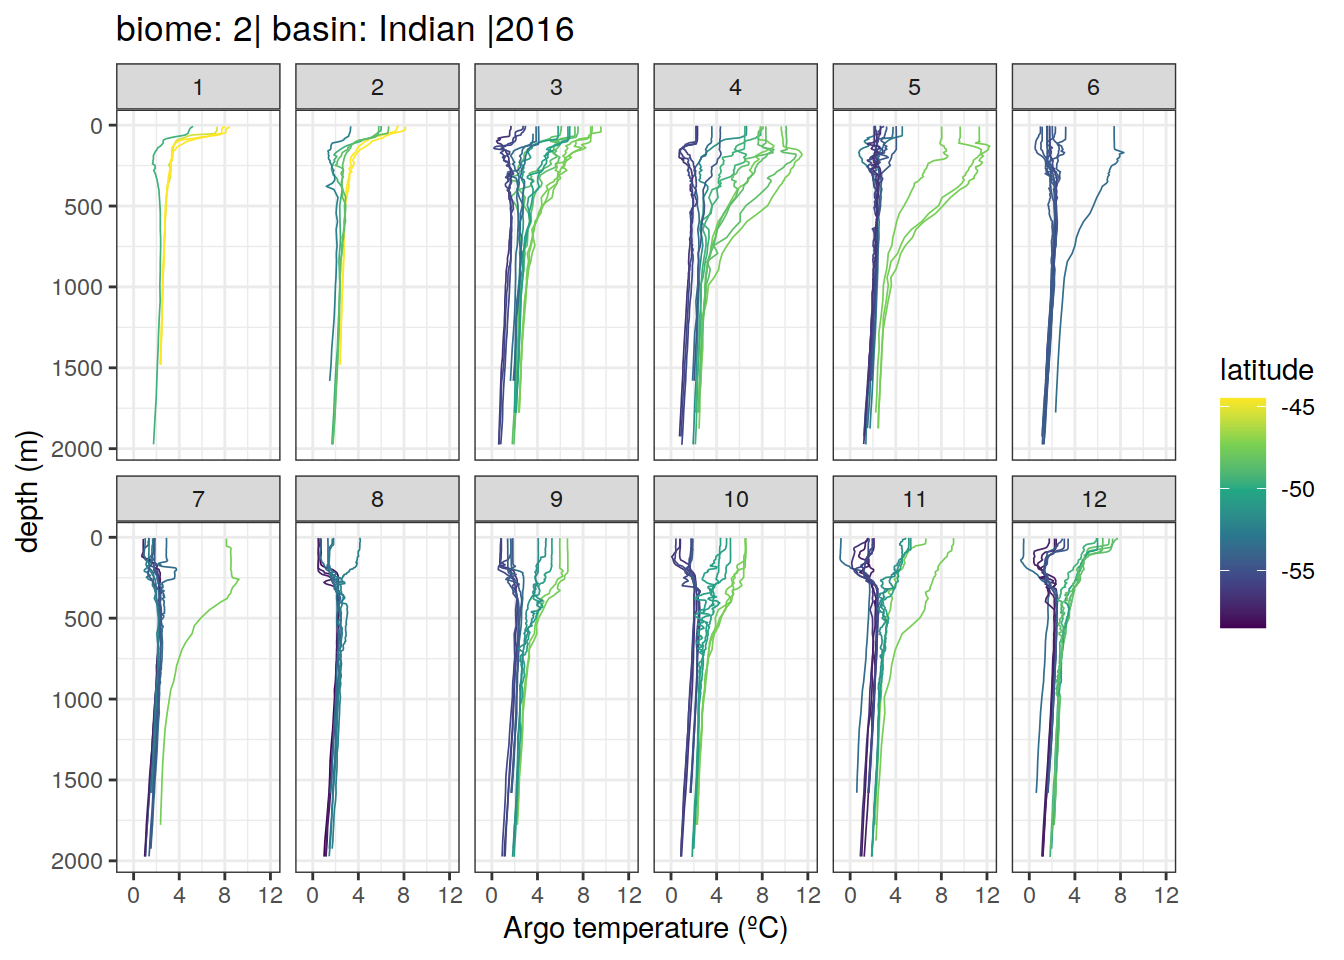 biome: 2| basin: Indian |2016
1 2 3 4 5 6
0
500
1000
1500
2000
7 8 9 10 11 12
0
500
1000
1500
2000
0 4 8 12 0 4 8 12 0 4 8 12 0 4 8 12 0 4 8 12 0 4 8 12
Argo temperature (ºC)
depth (m)
latitude
-45
-50
-55